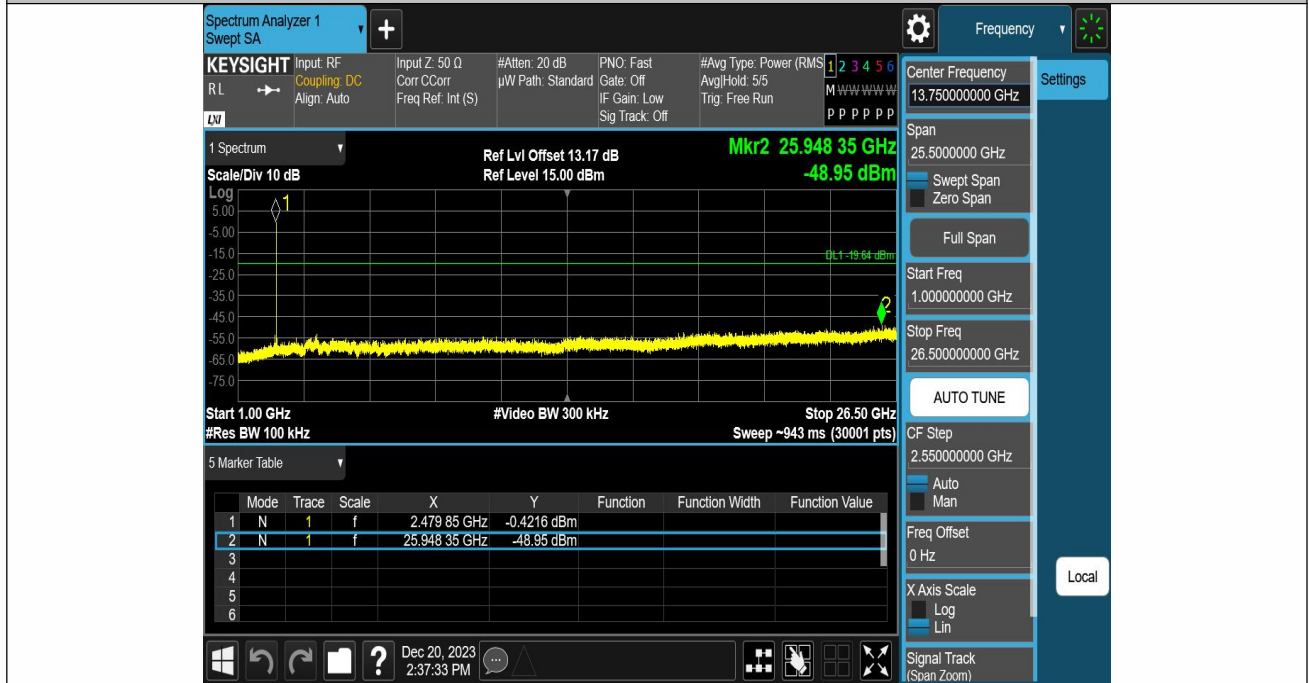 Spectrum Analyzer 1
Swept SA
+
Frequency
KEYSIGHT
RL
LXI
Input: RF
Coupling: DC
Align: Auto
Input Z: 50 Ω
Corr CCorr
Freq Ref: Int (S)
#Atten: 20 dB
µW Path: Standard
PNO: Fast
Gate: Off
IF Gain: Low
Sig Track: Off
#Avg Type: Power (RMS
Avg|Hold: 5/5
Trig: Free Run
1 2 3 4 5 6
M W W W W W
P P P P P P
1 Spectrum
Scale/Div 10 dB
Ref Lvl Offset 13.17 dB
Ref Level 15.00 dBm
Mkr2 25.948 35 GHz
-48.95 dBm
Log
5.00
-5.00
-15.0
-25.0
-35.0
-45.0
-55.0
-65.0
-75.0
1
DL1 -19.64 dBm
2
Start 1.00 GHz
#Video BW 300 kHz
Stop 26.50 GHz
#Res BW 100 kHz
Sweep ~943 ms (30001 pts)
5 Marker Table
Mode Trace Scale X Y Function Function Width Function Value
1 N 1 f 2.479 85 GHz -0.4216 dBm
2 N 1 f 25.948 35 GHz -48.95 dBm
3
4
5
6
?
Dec 20, 2023
2:37:33 PM
Center Frequency
13.750000000 GHz
Settings
Span
25.5000000 GHz
Swept Span
Zero Span
Full Span
Start Freq
1.000000000 GHz
Stop Freq
26.500000000 GHz
AUTO TUNE
CF Step
2.550000000 GHz
Auto
Man
Freq Offset
0 Hz
Local
X Axis Scale
Log
Lin
Signal Track
(Span Zoom)